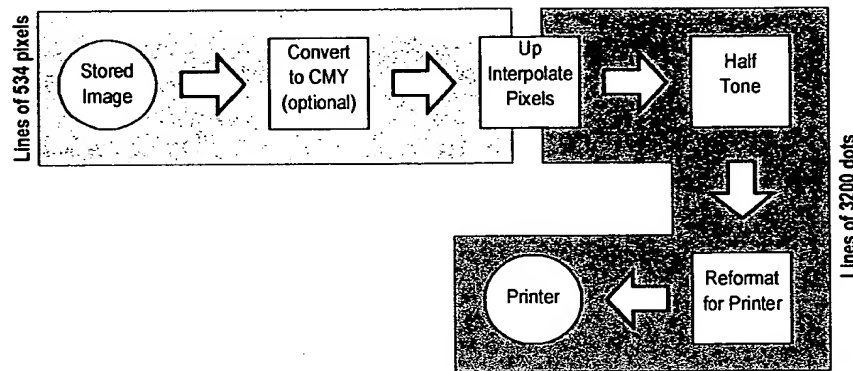 Lines of 534 pixels
Stored
Image
Convert
to CMY
(optional)
Up
Interpolate
Pixels
Half
Tone
Lines of 3200 dots
Reformat
for Printer
Printer